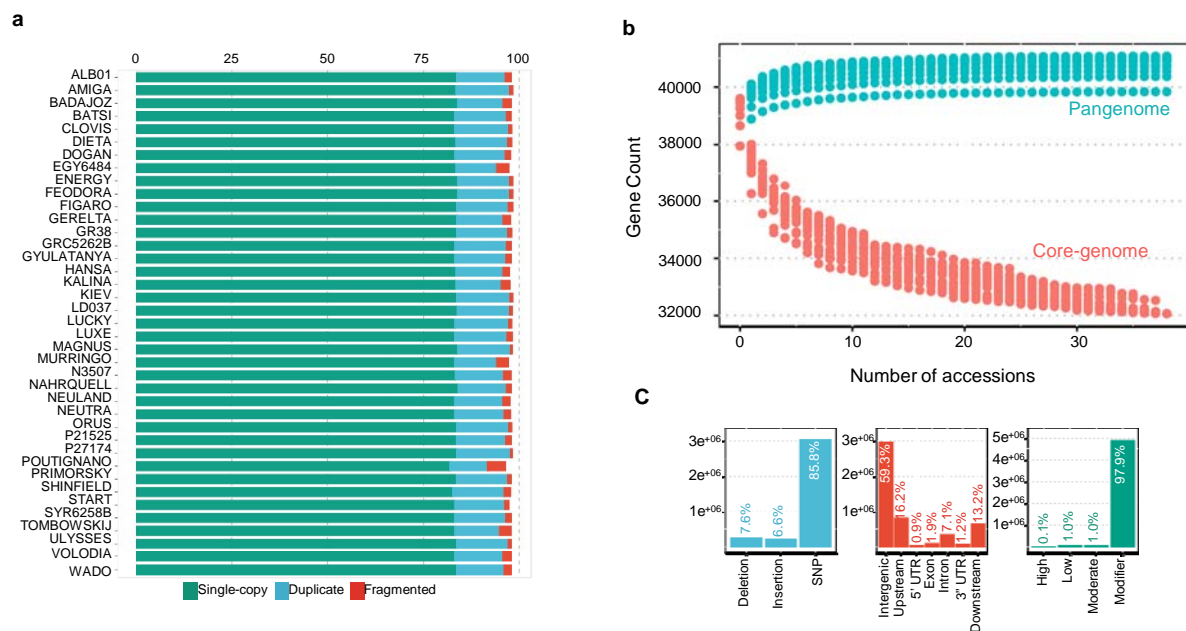 a
0 25 50 75 100
ALB01
AMIGA
BADAJOZ
BATSI
CLOVIS
DIETA
DOGAN
EGY6484
ENERGY
FEODORA
FIGARO
GERELTA
GR38
GRC5262B
GYULATANYA
HANSA
KALINA
KIEV
LD037
LUCKY
LUXE
MAGNUS
MURRINGO
N3507
NAHRQUELL
NEULAND
NEUTRA
ORUS
P21525
P27174
POUTIGNANO
PRIMORSKY
SHINFIELD
START
SYR6258B
TOMBOWSKIJ
ULYSSES
VOLODIA
WADO
Single-copy Duplicate Fragmented
b
Gene Count
40000
38000
36000
34000
32000
Pangenome
Core-genome
0 10 20 30
Number of accessions
C
3e+06
2e+06
1e+06
7.6%
6.6%
85.8%
Deletion
Insertion
SNP
3e+06
2e+06
1e+06
59.3%
16.2%
0.9%
1.9%
7.1%
1.2%
13.2%
Intergenic
Upstream
5' UTR
Exon
Intron
3" UTR
Downstream
5e+06
4e+06
3e+06
2e+06
1e+06
0.1%
1.0%
1.0%
97.9%
High
Low
Moderate
Modifier